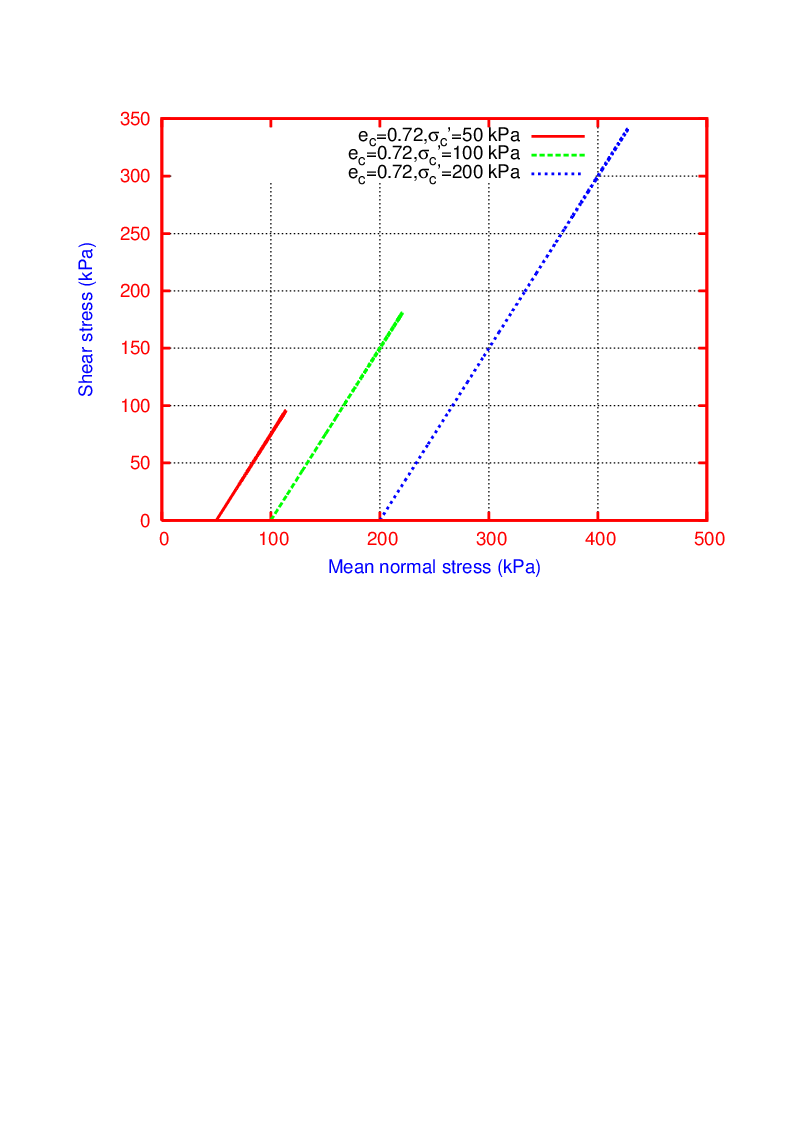 350
300
250
200
150
100
50
0
e_c=0.72,σ_c'=50 kPa
e_c=0.72,σ_c'=100 kPa
e_c=0.72,σ_c'=200 kPa
Shear stress (kPa)
0 100 200 300 400 500
Mean normal stress (kPa)